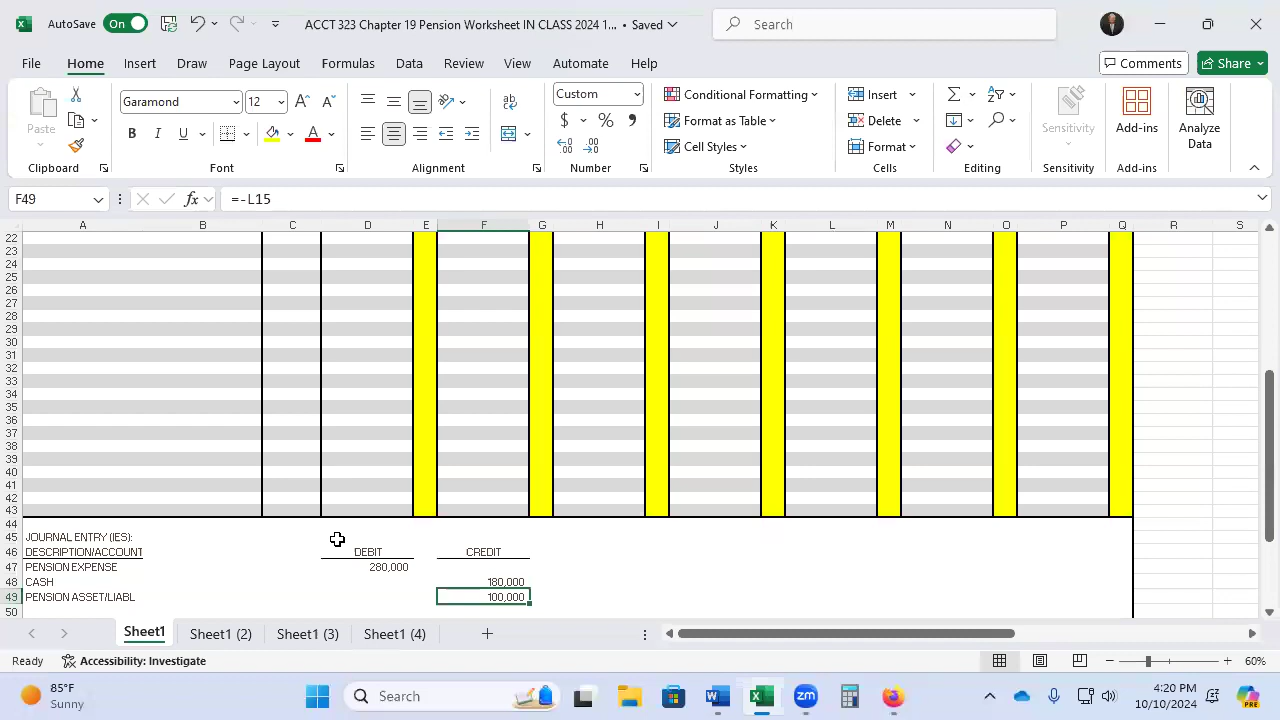 AutoSave On ACCT 323 Chapter 19 Pension Worksheet IN CLASS 2024 1... • Saved Search
File Home Insert Draw Page Layout Formulas Data Review View Automate Help Comments Share
Garamond 12 Custom Conditional Formatting Insert
Paste B I U $ % Format as Table Delete Sensitivity Add-ins Analyze Data
Cell Styles Format
Clipboard Font Alignment Number Styles Cells Editing Sensitivity Add-ins
F49 fx =-L15
A B C D E F G H I J K L M N O P Q R S
22
23
24
25
26
27
28
29
30
31
32
33
34
35
36
37
38
39
40
41
42
43
44
45 JOURNAL ENTRY (IES):
46 DESCRIPTION/ACCOUNT DEBIT CREDIT
47 PENSION EXPENSE 280,000
48 CASH 180,000
49 PENSION ASSET/LIABL 100,000
50
Sheet1 Sheet1 (2) Sheet1 (3) Sheet1 (4)
Ready Accessibility: Investigate 60%
85°F Sunny Search 4:20 PM 10/10/2024